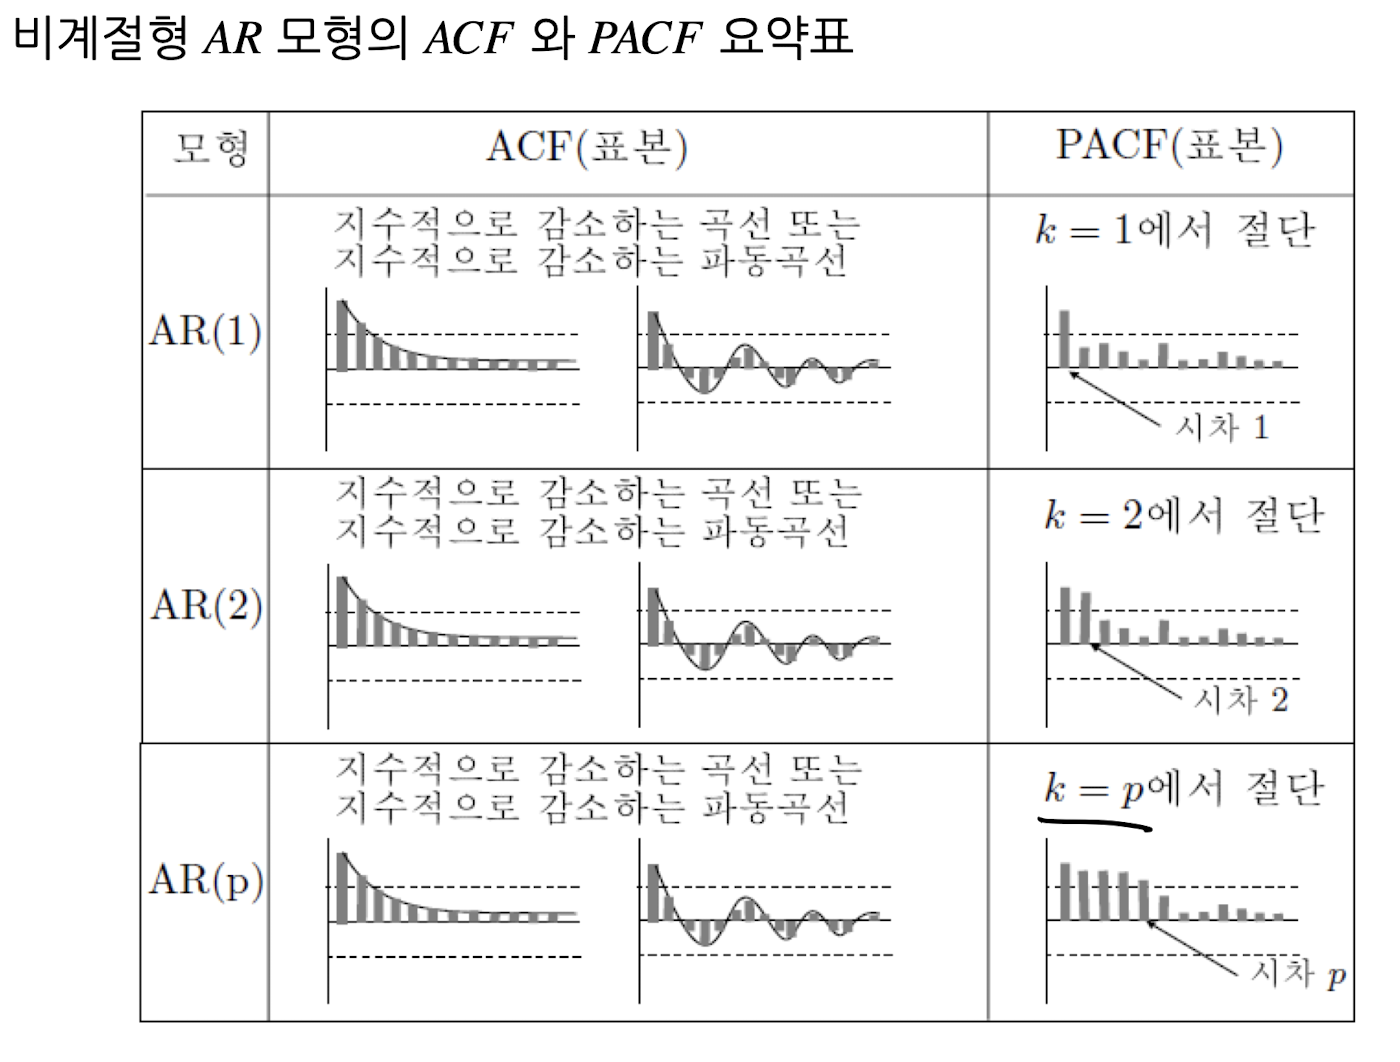 비계절형 AR 모형의 ACF 와 PACF 요약표
모형
ACF(표본)
PACF(표본)
AR(1)
지수적으로 감소하는 곡선 또는
지수적으로 감소하는 파동곡선
k = 1에서 절단
시차 1
AR(2)
지수적으로 감소하는 곡선 또는
지수적으로 감소하는 파동곡선
k = 2에서 절단
시차 2
AR(p)
지수적으로 감소하는 곡선 또는
지수적으로 감소하는 파동곡선
k = p에서 절단
시차 p